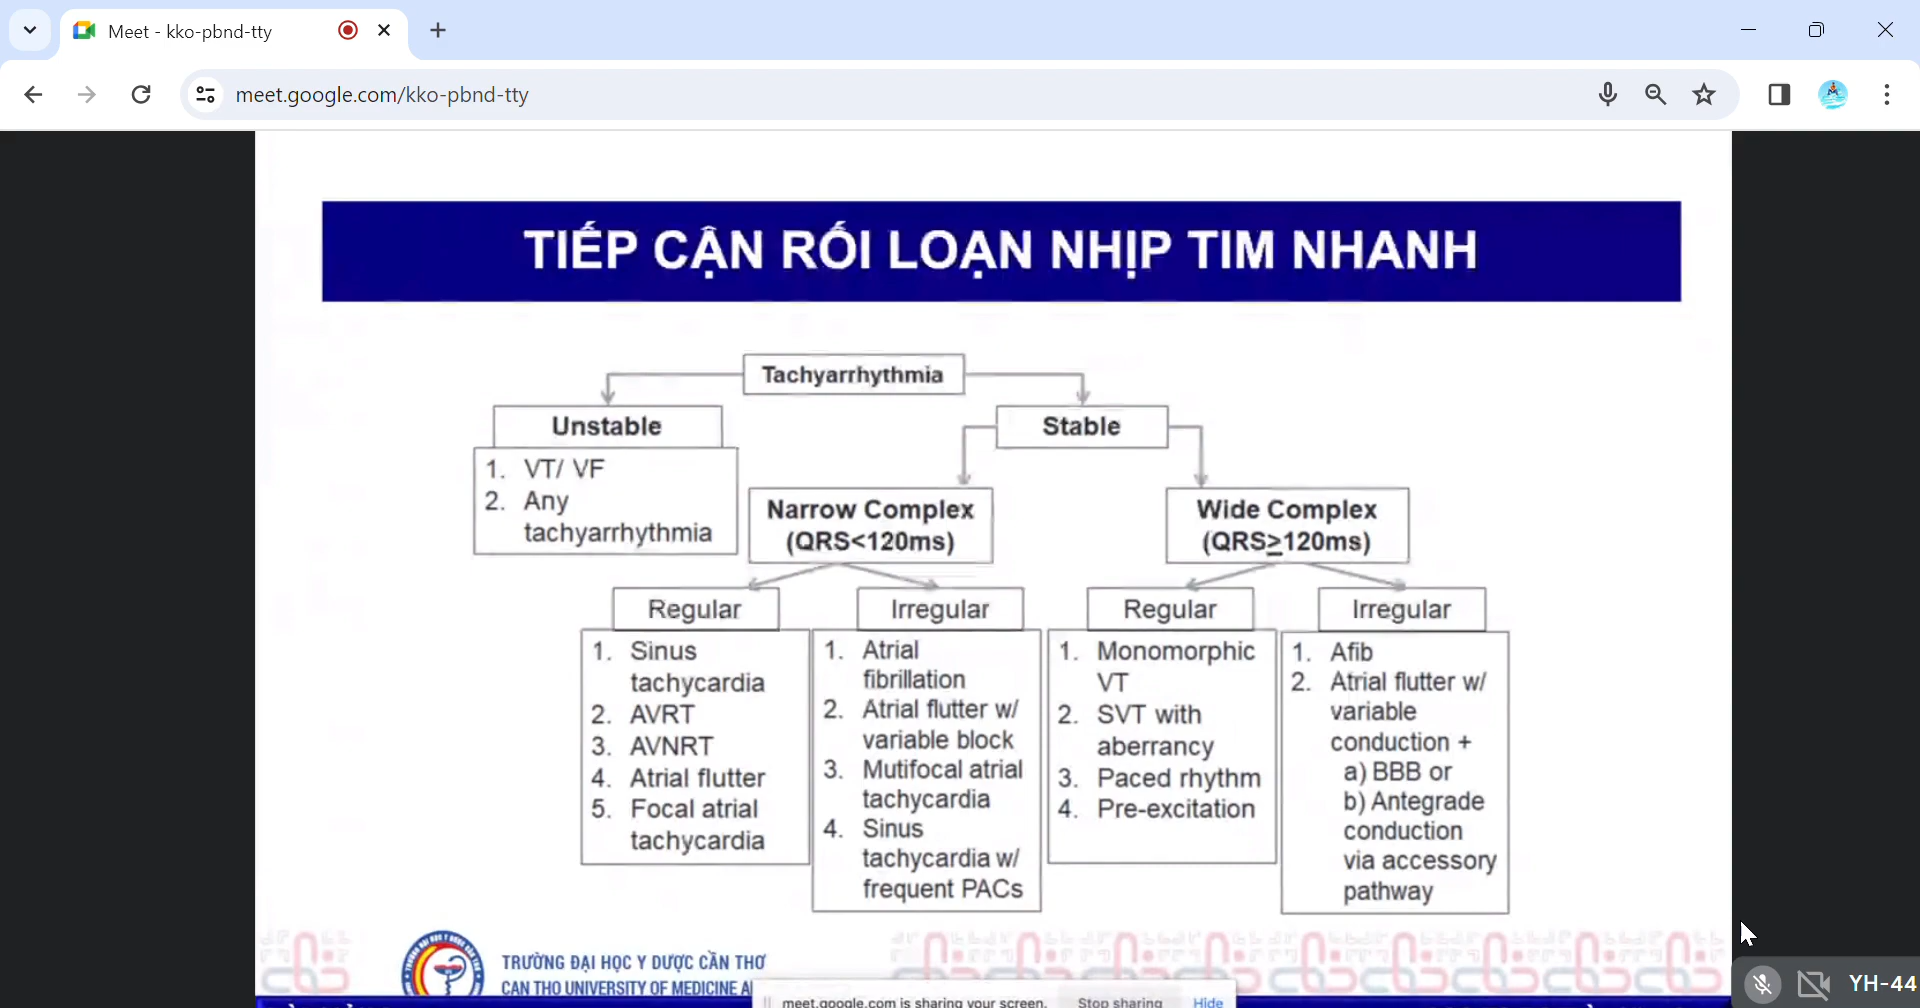 Meet - kko-pbnd-tty
meet.google.com/kko-pbnd-tty
TIẾP CẬN RỐI LOẠN NHỊP TIM NHANH
Tachyarrhythmia
Unstable
1. VT/ VF
2. Any
tachyarrhythmia
Stable
Narrow Complex
(QRS<120ms)
Wide Complex
(QRS≥120ms)
Regular
1. Sinus
tachycardia
2. AVRT
3. AVNRT
4. Atrial flutter
5. Focal atrial
tachycardia
Irregular
1. Atrial
fibrillation
2. Atrial flutter w/
variable block
3. Mutifocal atrial
tachycardia
4. Sinus
tachycardia w/
frequent PACs
Regular
1. Monomorphic
VT
2. SVT with
aberrancy
3. Paced rhythm
4. Pre-excitation
Irregular
1. Afib
2. Atrial flutter w/
variable
conduction +
a) BBB or
b) Antegrade
conduction
via accessory
pathway
TRƯỜNG ĐẠI HỌC Y DƯỢC CẦN THƠ
CAN THO UNIVERSITY OF MEDICINE
meet.google.com is sharing your screen. Stop sharing Hide
YH-44